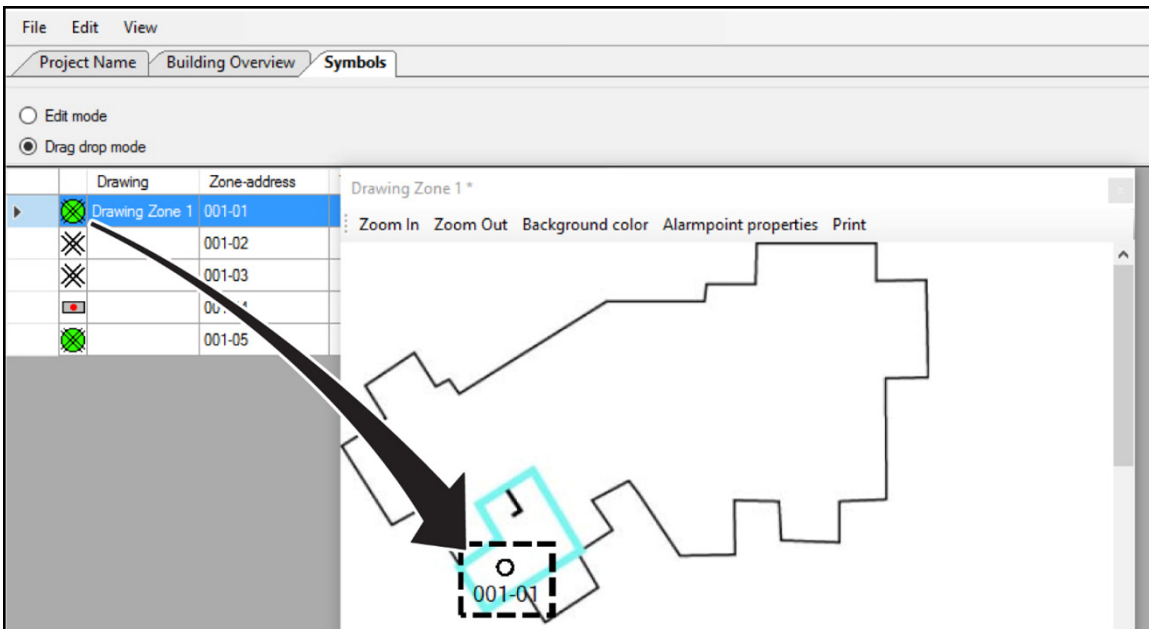 File Edit View
Project Name Building Overview Symbols
Edit mode
Drag drop mode
Drawing Zone-address
Drawing Zone 1 001-01
001-02
001-03
001-05
Drawing Zone 1 *
Zoom In Zoom Out Background color Alarmpoint properties Print
001-01